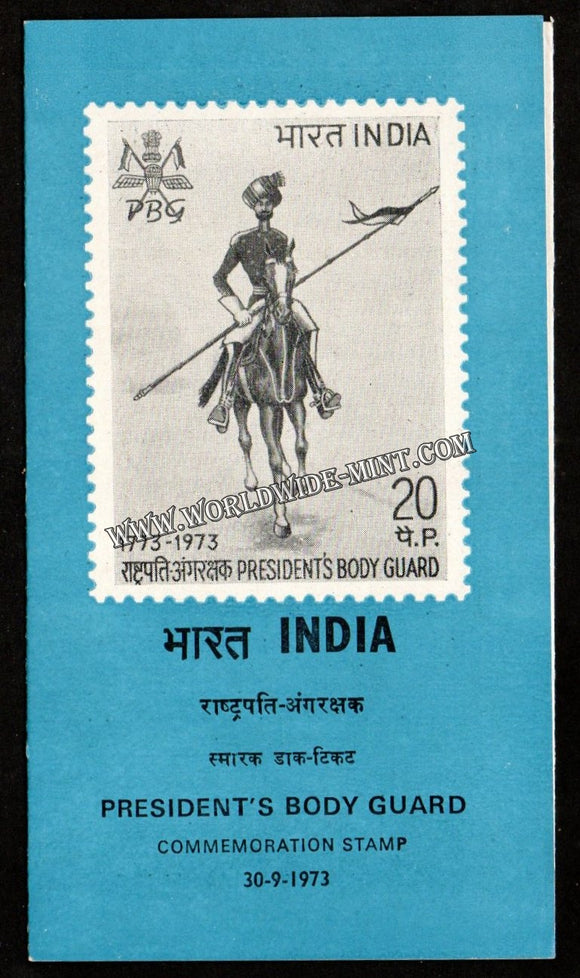 भारत INDIA
PBG
WWW.WORLDWIDE-MINT.COM
20
पै. P.
1773-1973
राष्ट्रपति-अंगरक्षक PRESIDENT'S BODY GUARD
भारत INDIA
राष्ट्रपति-अंगरक्षक
स्मारक डाक-टिकट
PRESIDENT'S BODY GUARD
COMMEMORATION STAMP
30-9-1973